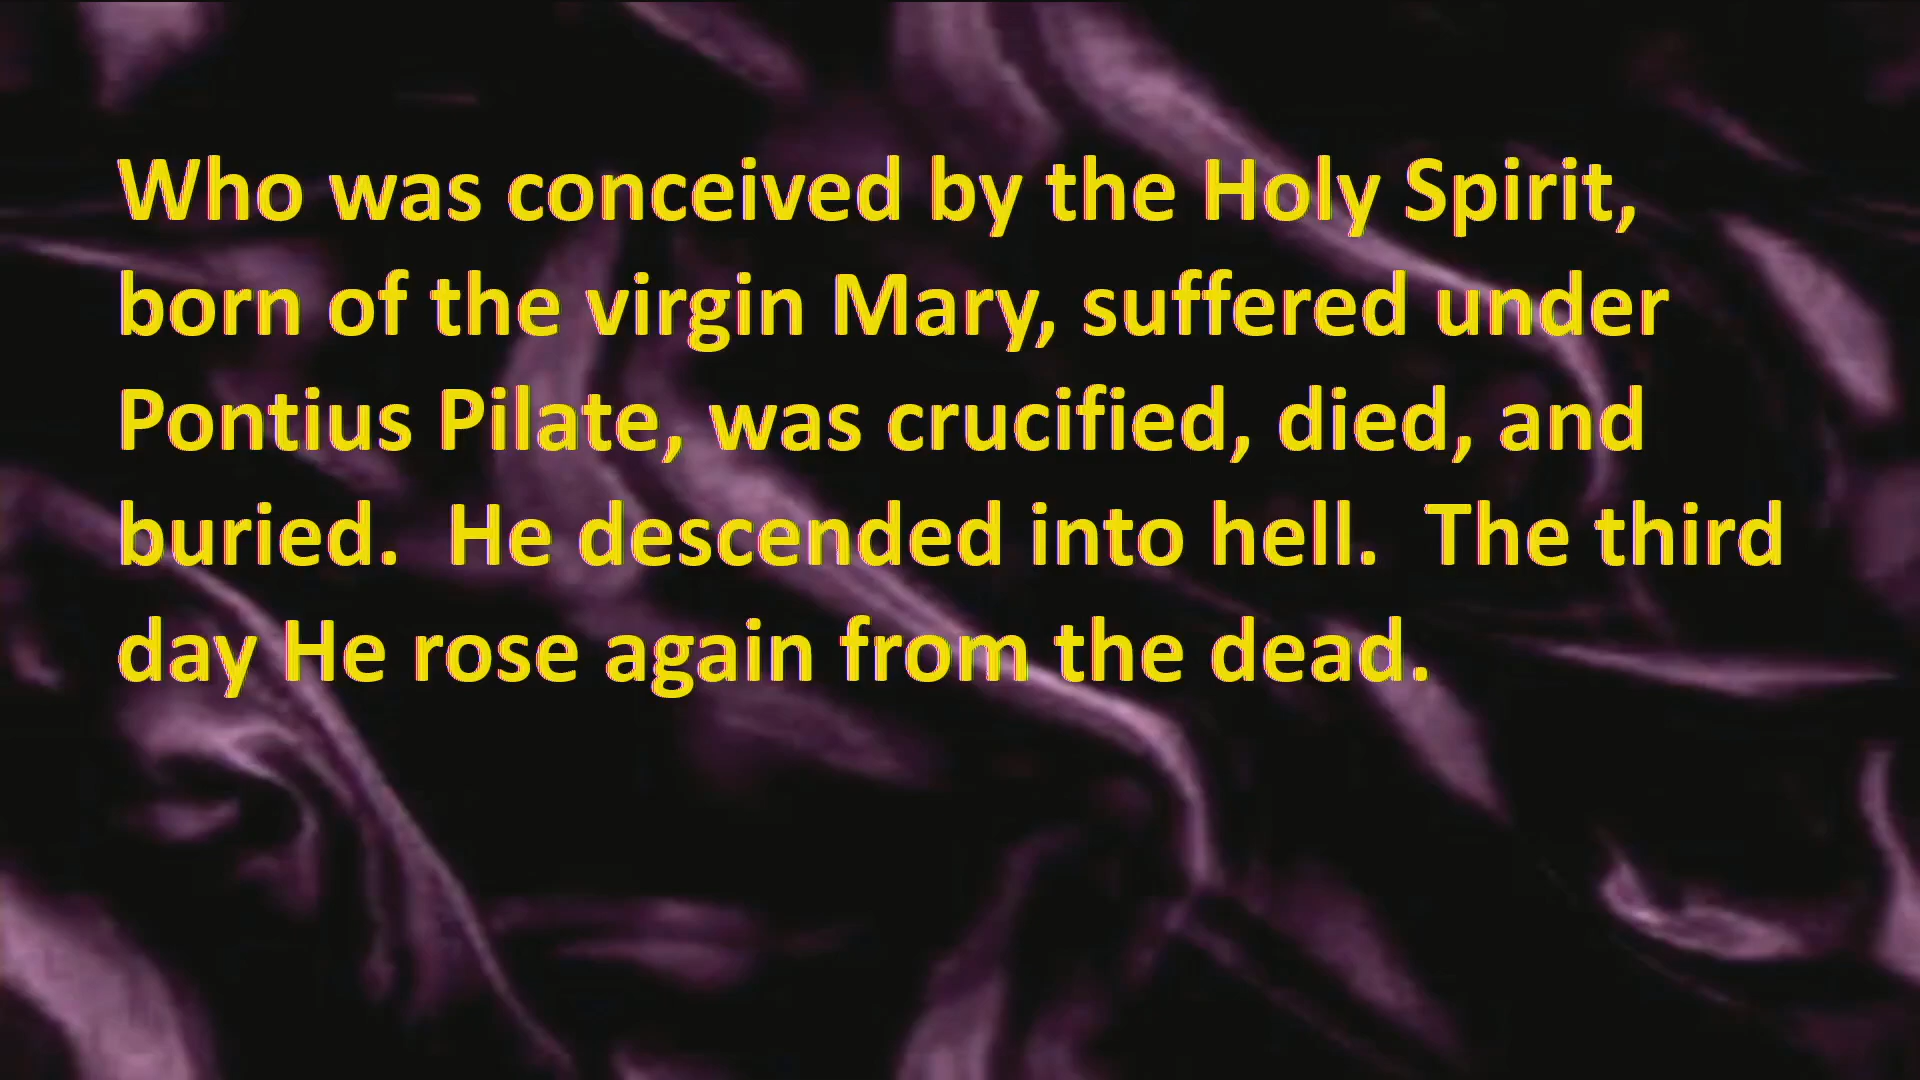 Who was conceived by the Holy Spirit,
born of the virgin Mary, suffered under
Pontius Pilate, was crucified, died, and
buried.  He descended into hell.  The third
day He rose again from the dead.